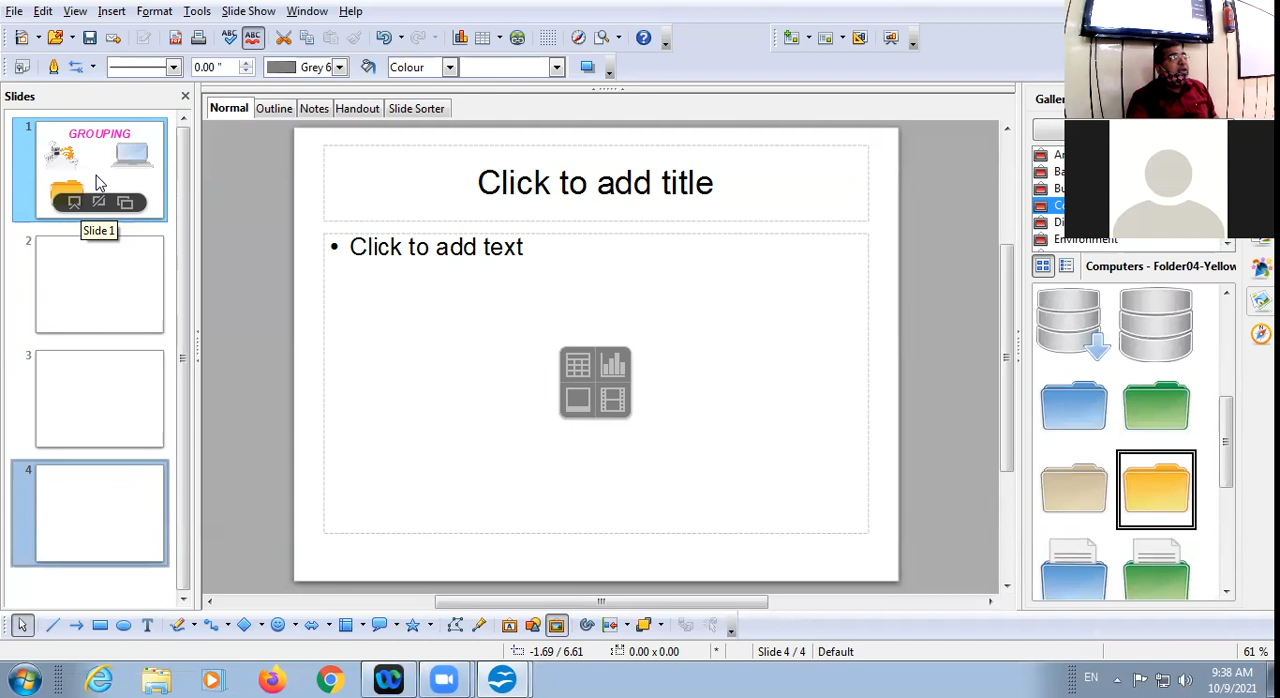 File Edit View Insert Format Tools Slide Show Window Help
ABC ABC
0.00 " Grey 6 Colour
Slides
Normal Outline Notes Handout Slide Sorter
1
GROUPING
Slide 1
2
3
4
Click to add title
• Click to add text
Environment
Computers - Folder04-Yellow
-1.69 / 6.61 0.00 x 0.00 * Slide 4 / 4 Default 61 %
EN 9:38 AM
10/9/2021